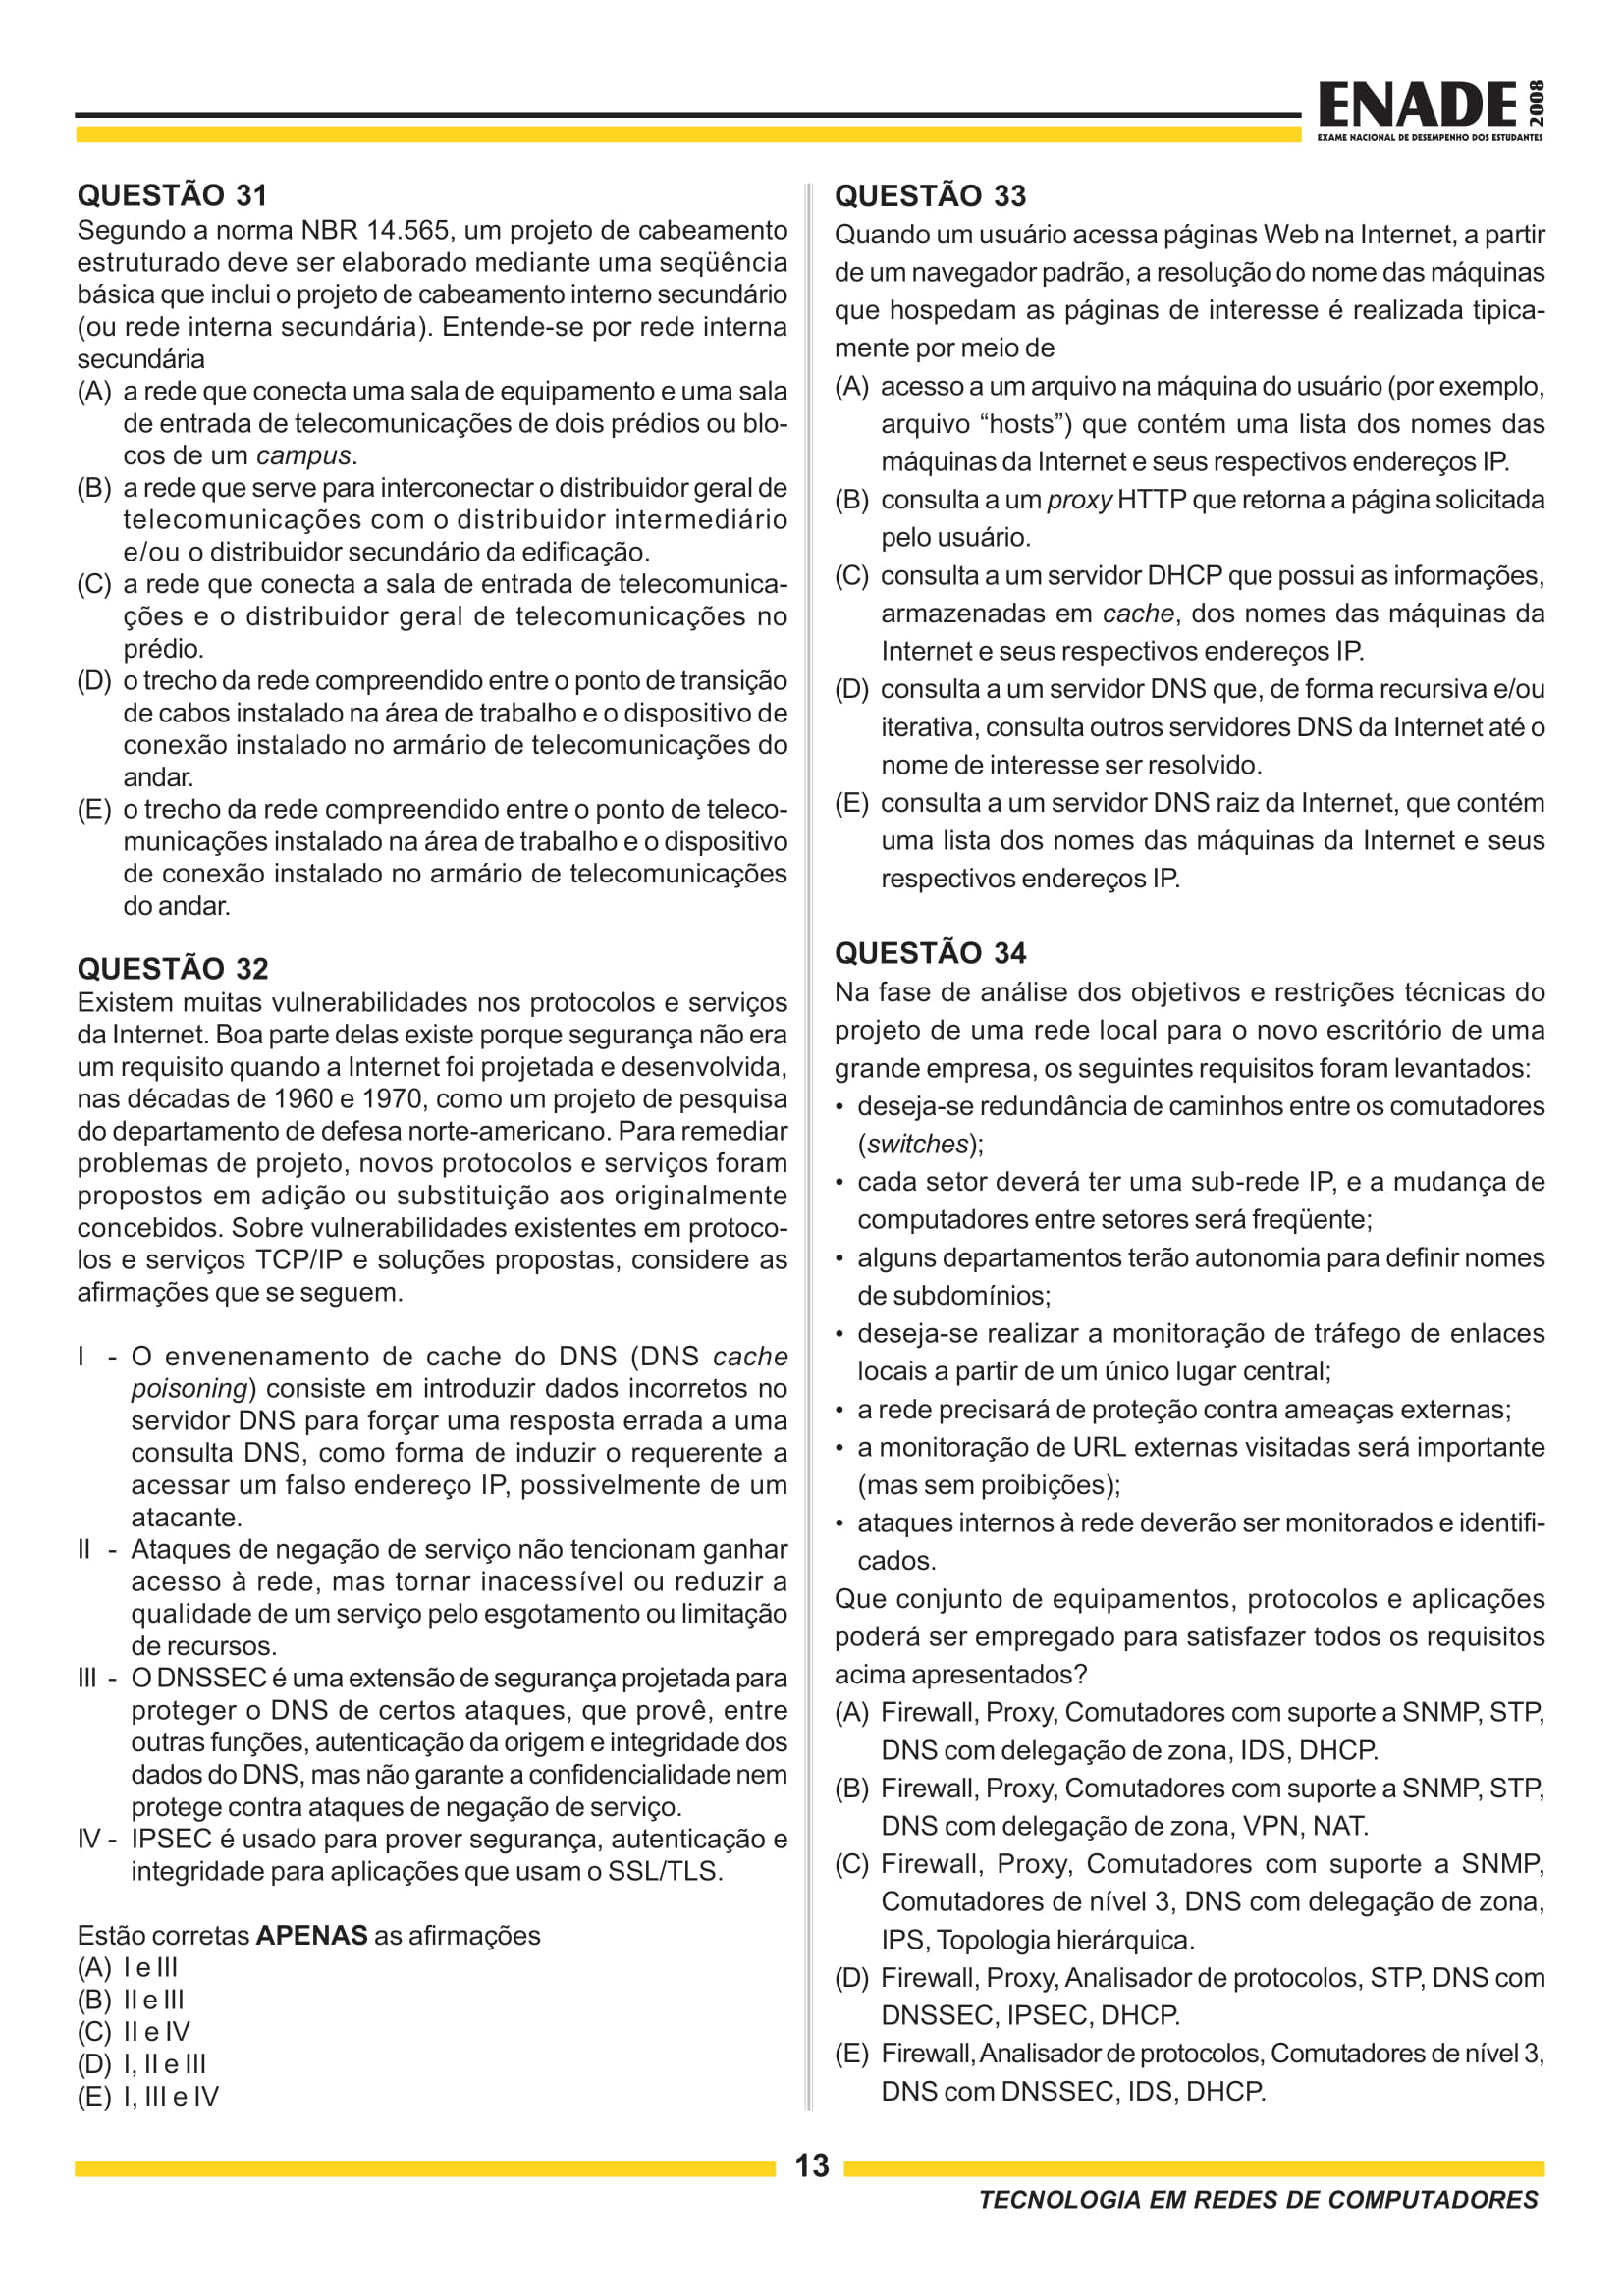 ENADE 2008
EXAME NACIONAL DE DESEMPENHO DOS ESTUDANTES
QUESTÃO 31
Segundo a norma NBR 14.565, um projeto de cabeamento
estruturado deve ser elaborado mediante uma seqüência
básica que inclui o projeto de cabeamento interno secundário
(ou rede interna secundária). Entende-se por rede interna
secundária
(A) a rede que conecta uma sala de equipamento e uma sala
de entrada de telecomunicações de dois prédios ou blo-
cos de um campus.
(B) a rede que serve para interconectar o distribuidor geral de
telecomunicações com o distribuidor intermediário
e/ou o distribuidor secundário da edificação.
(C) a rede que conecta a sala de entrada de telecomunica-
ções e o distribuidor geral de telecomunicações no
prédio.
(D) o trecho da rede compreendido entre o ponto de transição
de cabos instalado na área de trabalho e o dispositivo de
conexão instalado no armário de telecomunicações do
andar.
(E) o trecho da rede compreendido entre o ponto de teleco-
municações instalado na área de trabalho e o dispositivo
de conexão instalado no armário de telecomunicações
do andar.
QUESTÃO 32
Existem muitas vulnerabilidades nos protocolos e serviços
da Internet. Boa parte delas existe porque segurança não era
um requisito quando a Internet foi projetada e desenvolvida,
nas décadas de 1960 e 1970, como um projeto de pesquisa
do departamento de defesa norte-americano. Para remediar
problemas de projeto, novos protocolos e serviços foram
propostos em adição ou substituição aos originalmente
concebidos. Sobre vulnerabilidades existentes em protoco-
los e serviços TCP/IP e soluções propostas, considere as
afirmações que se seguem.
I - O envenenamento de cache do DNS (DNS cache
poisoning) consiste em introduzir dados incorretos no
servidor DNS para forçar uma resposta errada a uma
consulta DNS, como forma de induzir o requerente a
acessar um falso endereço IP, possivelmente de um
atacante.
II - Ataques de negação de serviço não tencionam ganhar
acesso à rede, mas tornar inacessível ou reduzir a
qualidade de um serviço pelo esgotamento ou limitação
de recursos.
III - O DNSSEC é uma extensão de segurança projetada para
proteger o DNS de certos ataques, que provê, entre
outras funções, autenticação da origem e integridade dos
dados do DNS, mas não garante a confidencialidade nem
protege contra ataques de negação de serviço.
IV - IPSEC é usado para prover segurança, autenticação e
integridade para aplicações que usam o SSL/TLS.
Estão corretas APENAS as afirmações
(A) I e III
(B) II e III
(C) II e IV
(D) I, II e III
(E) I, III e IV
QUESTÃO 33
Quando um usuário acessa páginas Web na Internet, a partir
de um navegador padrão, a resolução do nome das máquinas
que hospedam as páginas de interesse é realizada tipica-
mente por meio de
(A) acesso a um arquivo na máquina do usuário (por exemplo,
arquivo “hosts”) que contém uma lista dos nomes das
máquinas da Internet e seus respectivos endereços IP.
(B) consulta a um proxy HTTP que retorna a página solicitada
pelo usuário.
(C) consulta a um servidor DHCP que possui as informações,
armazenadas em cache, dos nomes das máquinas da
Internet e seus respectivos endereços IP.
(D) consulta a um servidor DNS que, de forma recursiva e/ou
iterativa, consulta outros servidores DNS da Internet até o
nome de interesse ser resolvido.
(E) consulta a um servidor DNS raiz da Internet, que contém
uma lista dos nomes das máquinas da Internet e seus
respectivos endereços IP.
QUESTÃO 34
Na fase de análise dos objetivos e restrições técnicas do
projeto de uma rede local para o novo escritório de uma
grande empresa, os seguintes requisitos foram levantados:
• deseja-se redundância de caminhos entre os comutadores
(switches);
• cada setor deverá ter uma sub-rede IP, e a mudança de
computadores entre setores será freqüente;
• alguns departamentos terão autonomia para definir nomes
de subdomínios;
• deseja-se realizar a monitoração de tráfego de enlaces
locais a partir de um único lugar central;
• a rede precisará de proteção contra ameaças externas;
• a monitoração de URL externas visitadas será importante
(mas sem proibições);
• ataques internos à rede deverão ser monitorados e identifi-
cados.
Que conjunto de equipamentos, protocolos e aplicações
poderá ser empregado para satisfazer todos os requisitos
acima apresentados?
(A) Firewall, Proxy, Comutadores com suporte a SNMP, STP,
DNS com delegação de zona, IDS, DHCP.
(B) Firewall, Proxy, Comutadores com suporte a SNMP, STP,
DNS com delegação de zona, VPN, NAT.
(C) Firewall, Proxy, Comutadores com suporte a SNMP,
Comutadores de nível 3, DNS com delegação de zona,
IPS, Topologia hierárquica.
(D) Firewall, Proxy, Analisador de protocolos, STP, DNS com
DNSSEC, IPSEC, DHCP.
(E) Firewall, Analisador de protocolos, Comutadores de nível 3,
DNS com DNSSEC, IDS, DHCP.
13
TECNOLOGIA EM REDES DE COMPUTADORES